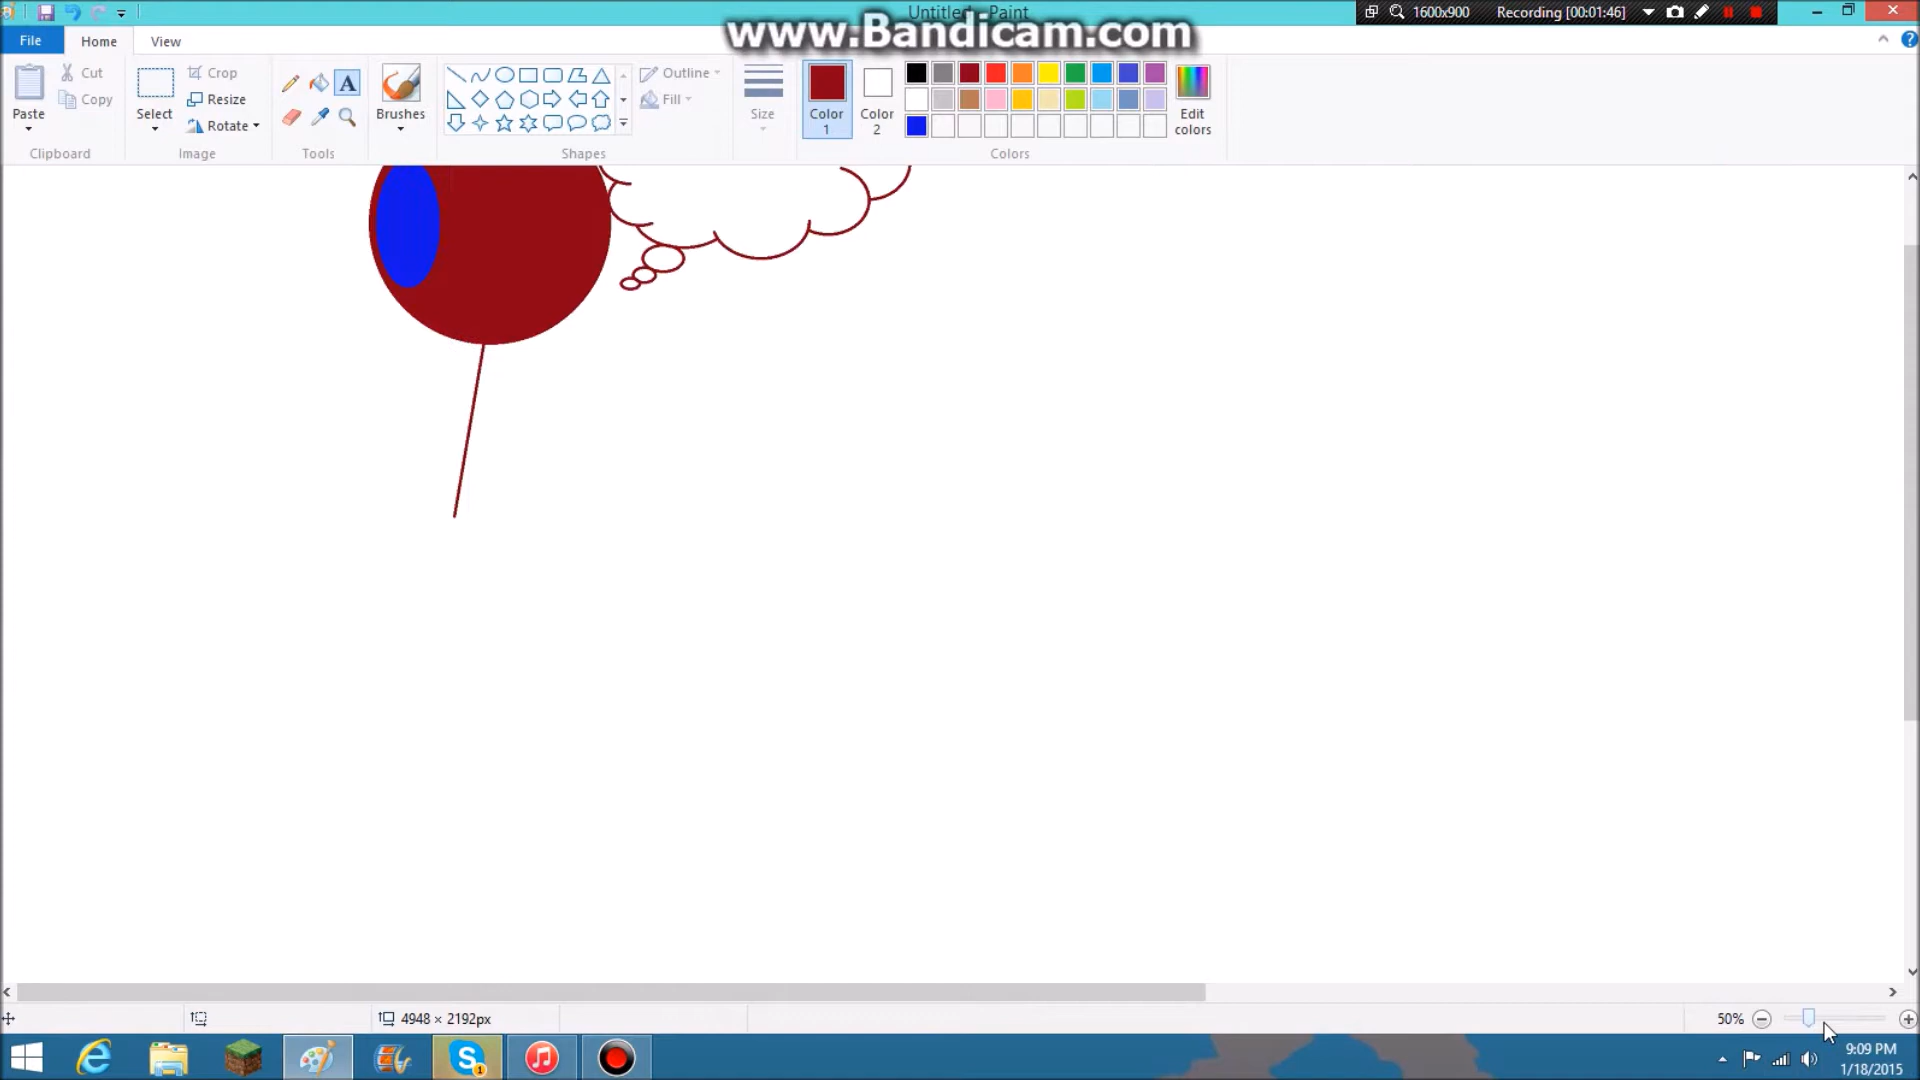 Untitled - Paint
www.Bandicam.com
1600x900
Recording [00:01:46]
File
Home
View
Paste
Cut
Copy
Clipboard
Select
Crop
Resize
Rotate
Image
A
Tools
Brushes
Shapes
Outline
Fill
Size
Color 1
Color 2
Edit colors
Colors
4948 × 2192px
50%
1
9:09 PM
1/18/2015